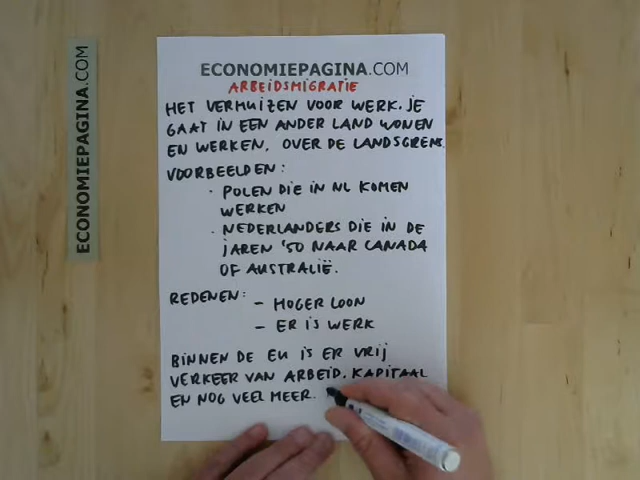 ECONOMIEPAGINA.COM
ECONOMIEPAGINA.COM
ARBEIDSMIGRATIE
HET VERHUIZEN VOOR WERK. JE
GAAT IN EEN ANDER LAND WONEN
EN WERKEN, OVER DE LANDSGRENS
VOORBEELDEN:
· POLEN DIE IN NL KOMEN
WERKEN
· NEDERLANDERS DIE IN DE
JAREN '50 NAAR CANADA
OF AUSTRALIË.
REDENEN: - HOGER LOON
- ER IS WERK
BINNEN DE EU IS ER VRIJ
VERKEER VAN ARBEID, KAPITAAL
EN NOG VEEL MEER.